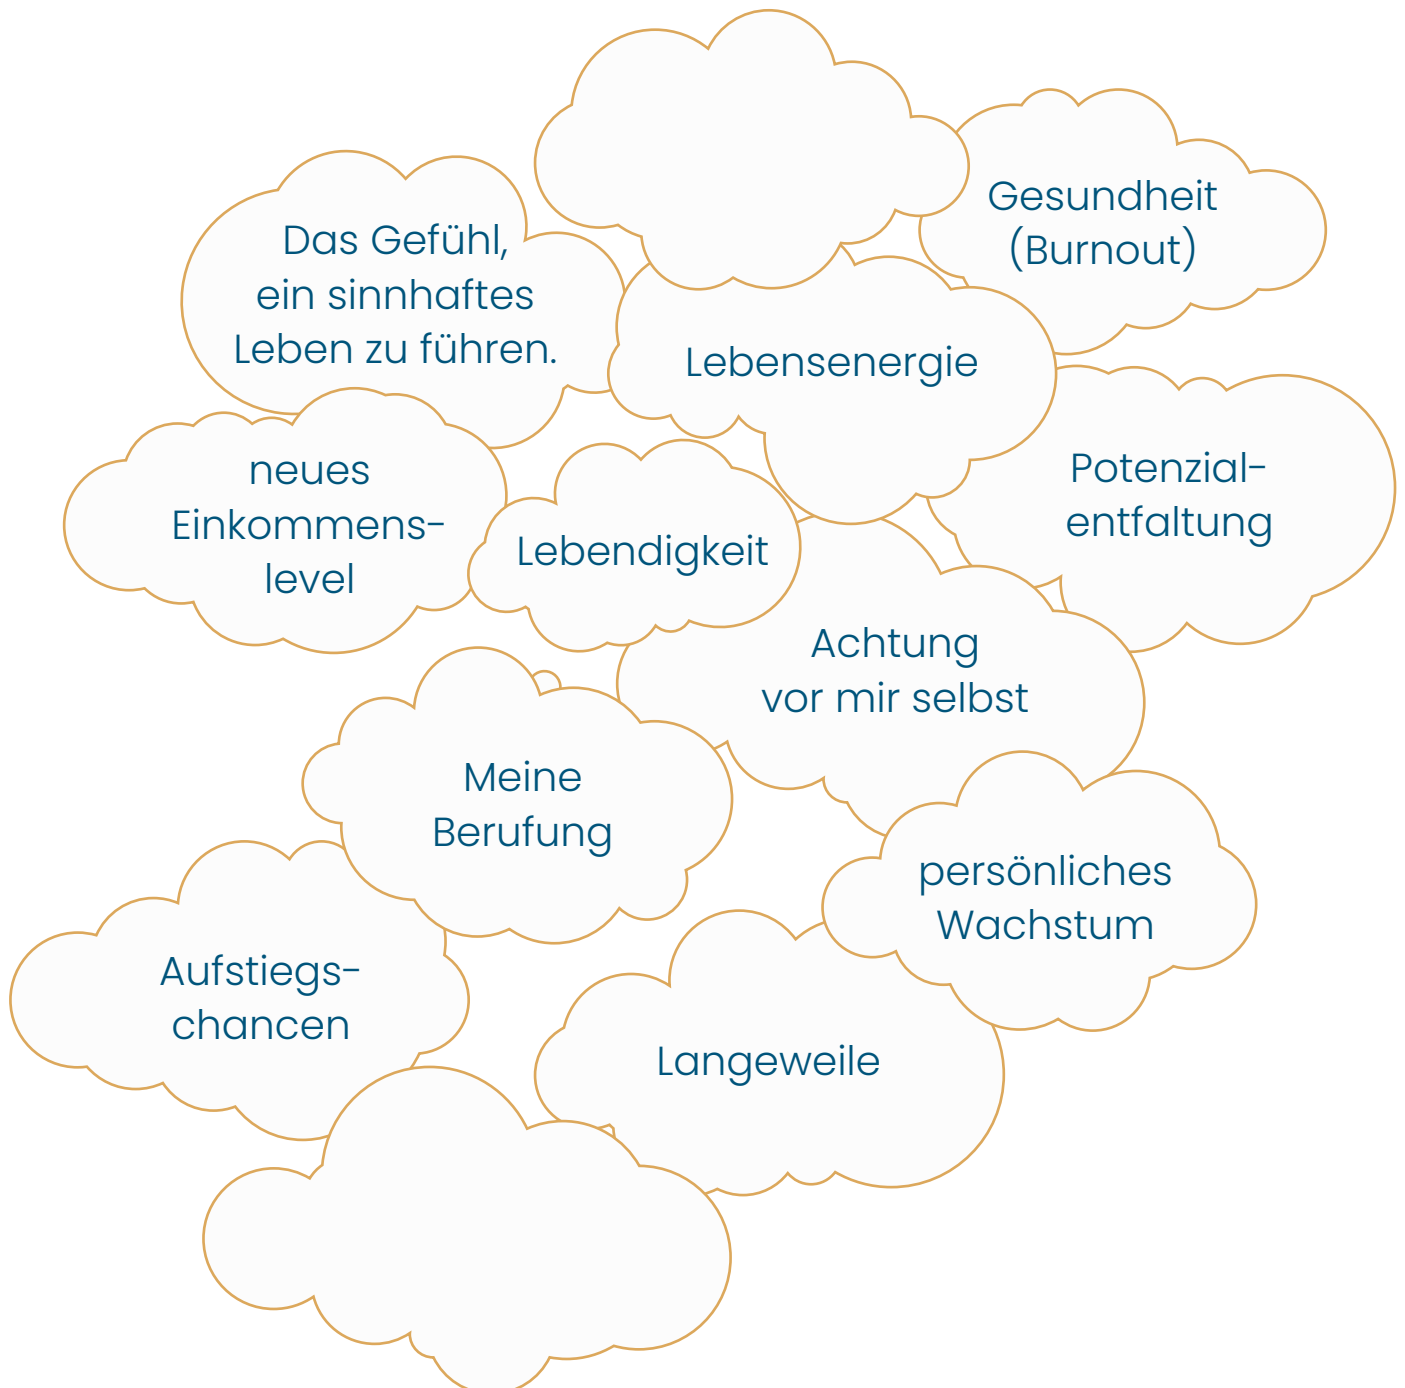 Gesundheit
(Burnout)
Das Gefühl,
ein sinnhaftes
Leben zu führen.
Lebensenergie
neues
Einkommens-
level
Potenzial-
entfaltung
Lebendigkeit
Achtung
vor mir selbst
Meine
Berufung
persönliches
Wachstum
Aufstiegs-
chancen
Langeweile